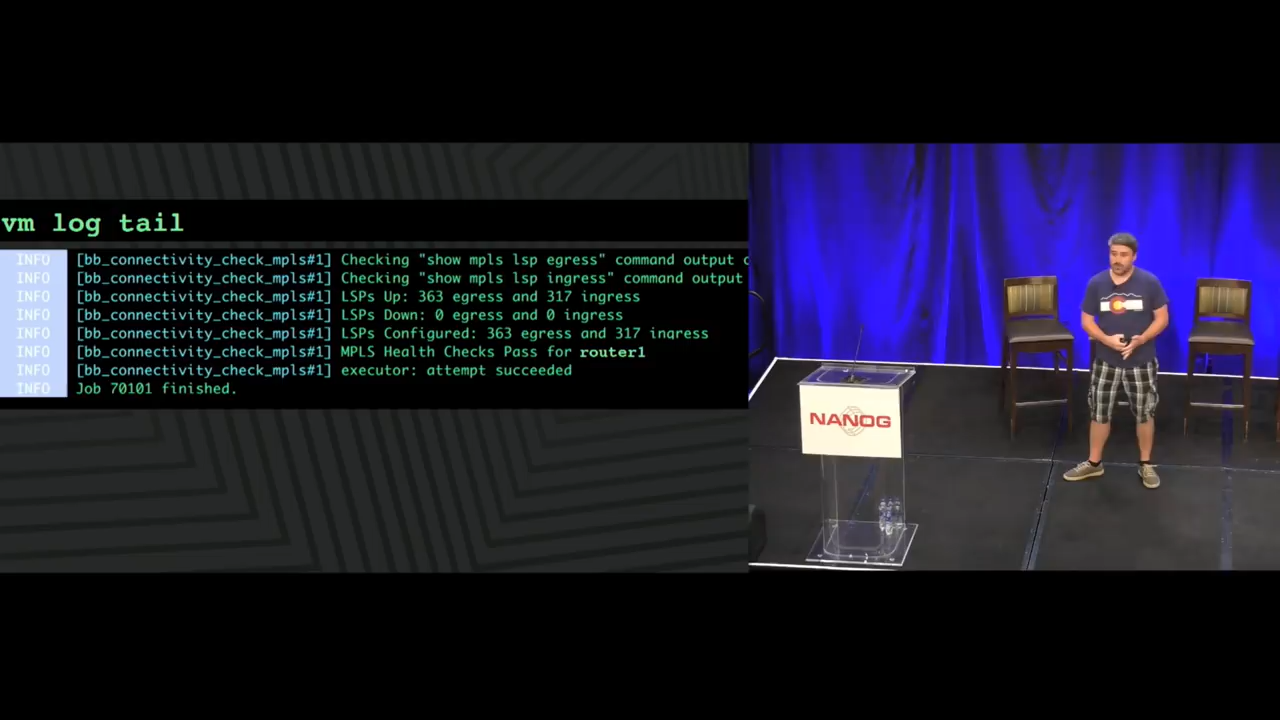 vm log tail
INFO [bb_connectivity_check_mpls#1] Checking "show mpls lsp egress" command output
INFO [bb_connectivity_check_mpls#1] Checking "show mpls lsp ingress" command output
INFO [bb_connectivity_check_mpls#1] LSPs Up: 363 egress and 317 ingress
INFO [bb_connectivity_check_mpls#1] LSPs Down: 0 egress and 0 ingress
INFO [bb_connectivity_check_mpls#1] LSPs Configured: 363 egress and 317 ingress
INFO [bb_connectivity_check_mpls#1] MPLS Health Checks Pass for router1
INFO [bb_connectivity_check_mpls#1] executor: attempt succeeded
INFO Job 70101 finished.
NANOG